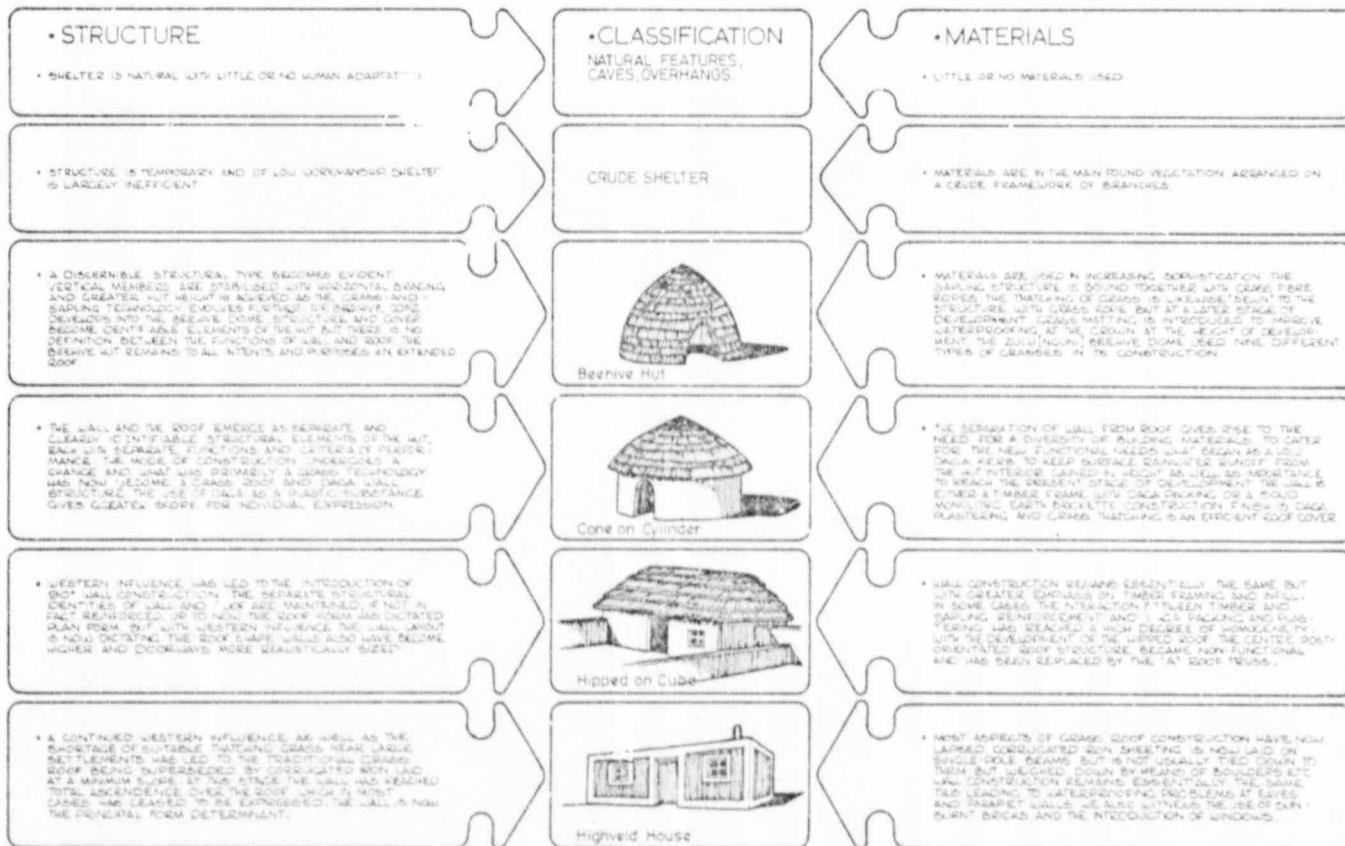 • STRUCTURE
• SHELTER IS NATURAL WITH LITTLE OR NO HUMAN
• CLASSIFICATION
NATURAL FEATURES,
CAVES, OVERHANGS.
• MATERIALS
• LITTLE OR NO MATERIALS USED
• STRUCTURE IS TEMPORARY AND OF LOW WORKMANSHIP. SHELTER
IS LARGELY INEFFICIENT
CRUDE SHELTER
• MATERIALS ARE IN THE MAIN FOUND VEGETATION ARRANGED ON
A CRUDE FRAMEWORK OF BRANCHES.
• A DISCERNIBLE STRUCTURAL TYPE BECOMES EVIDENT
VERTICAL MEMBERS ARE STABILISED WITH HORIZONTAL BRACING
AND GREATER HUT HEIGHT IS ACHIEVED AS THE GRASS-AND-
SAPLING TECHNOLOGY EVOLVES FURTHER. THE BEEHIVE CONE
DEVELOPS INTO THE BEEHIVE DOME. STRUCTURE AND COVER
BECOME IDENTIFIABLE ELEMENTS OF THE HUT BUT THERE IS NO
DEFINITION BETWEEN THE FUNCTIONS OF WALL AND ROOF. THE
BEEHIVE HUT REMAINS TO ALL INTENTS AND PURPOSES AN EXTENDED
ROOF
Beehive Hut
• MATERIALS ARE USED IN INCREASING SOPHISTICATION. THE
SAPLING STRUCTURE IS BOUND TOGETHER WITH GRASS FIBRE
ROPES. THE THATCHING OF GRASS IS LIKEWISE "SEWN" TO THE
STRUCTURE WITH GRASS ROPE, BUT AT A LATER STAGE OF
DEVELOPMENT, GRASS MATTING IS INTRODUCED TO IMPROVE
WATERPROOFING AT THE CROWN. AT THE HEIGHT OF DEVELOP-
MENT THE ZULU [NGUNI] BEEHIVE DOME USED NINE DIFFERENT
TYPES OF GRASSES IN ITS CONSTRUCTION
• THE WALL AND THE ROOF EMERGE AS SEPARATE AND
CLEARLY IDENTIFIABLE STRUCTURAL ELEMENTS OF THE HUT,
EACH WITH SEPARATE FUNCTIONS AND CRITERIA OF PERFOR-
MANCE. THE MODE OF CONSTRUCTION UNDERGOES A
CHANGE AND WHAT WAS PRIMARILY A GRASS TECHNOLOGY
HAS NOW BECOME A GRASS ROOF AND DAGA WALL
STRUCTURE. THE USE OF DAGA AS A PLASTIC SUBSTANCE
GIVES GREATER SCOPE FOR INDIVIDUAL EXPRESSION
Cone on Cylinder
• THE SEPARATION OF WALL FROM ROOF GIVES RISE TO THE
NEED FOR A DIVERSITY OF BUILDING MATERIALS TO CATER
FOR THE NEW FUNCTIONAL NEEDS. WHAT BEGAN AS A LOW
DAGA KERB TO KEEP SURFACE RAINWATER RUNOFF FROM
THE HUT INTERIOR GAINED IN HEIGHT AS WELL AS IMPORTANCE
TO REACH THE PRESENT STAGE OF DEVELOPMENT. THE WALL IS
EITHER A TIMBER FRAME WITH DAGA PACKING OR A SOLID
MONOLITHIC EARTH BRICKETTE CONSTRUCTION. FINISH IS DAGA
PLASTERING AND GRASS THATCHING IS AN EFFICIENT ROOF COVER
• WESTERN INFLUENCE HAS LED TO THE INTRODUCTION OF
90° WALL CONSTRUCTION. THE SEPARATE STRUCTURAL
IDENTITIES OF WALL AND ROOF ARE MAINTAINED, IF NOT IN
FACT REINFORCED. UP TO NOW THE ROOF FORM HAS DICTATED
PLAN FORM, BUT WITH WESTERN INFLUENCE THE WALL LAYOUT
IS NOW DICTATING THE ROOF SHAPE. WALLS ALSO HAVE BECOME
HIGHER AND DOORWAYS MORE REALISTICALLY SIZED
Hipped on Cube
• WALL CONSTRUCTION REMAINS ESSENTIALLY THE SAME BUT
WITH GREATER EMPHASIS ON TIMBER FRAMING AND INFILL.
IN SOME CASES THE INTERACTION BETWEEN TIMBER AND
SAPLING REINFORCEMENT AND DAGA PACKING AND PLAS-
TERING HAS REACHED A HIGH DEGREE OF HOMOGENEITY
WITH THE DEVELOPMENT OF THE HIPPED ROOF, THE CENTRE POST-
ORIENTATED ROOF STRUCTURE BECAME NON-FUNCTIONAL
AND HAS BEEN REPLACED BY THE "A" ROOF TRUSS.
• A CONTINUED WESTERN INFLUENCE AS WELL AS THE
SHORTAGE OF SUITABLE THATCHING GRASS NEAR LARGE
SETTLEMENTS HAS LED TO THE TRADITIONAL GRASS
ROOF BEING SUPERSEDED BY CORRUGATED IRON LAID
AT A MINIMUM SLOPE. AT THIS STAGE THE WALL HAS REACHED
TOTAL ASCENDENCE OVER THE ROOF WHICH IN MOST
CASES HAS CEASED TO BE EXPRESSED. THE WALL IS NOW
THE PRINCIPAL FORM DETERMINANT.
Highveld House
• MOST ASPECTS OF GRASS ROOF CONSTRUCTION HAVE NOW
LAPSED. CORRUGATED IRON SHEETING IS NOW LAID ON
SINGLE POLE BEAMS BUT IS NOT USUALLY TIED DOWN TO
THEM BUT WEIGHED DOWN BY MEANS OF BOULDERS ETC
WALL CONSTRUCTION REMAINS ESSENTIALLY THE SAME,
THUS LEADING TO WATERPROOFING PROBLEMS AT EAVES
AND PARAPET WALLS. WE ALSO WITNESS THE USE OF SUN-
BURNT BRICKS AND THE INTRODUCTION OF WINDOWS.